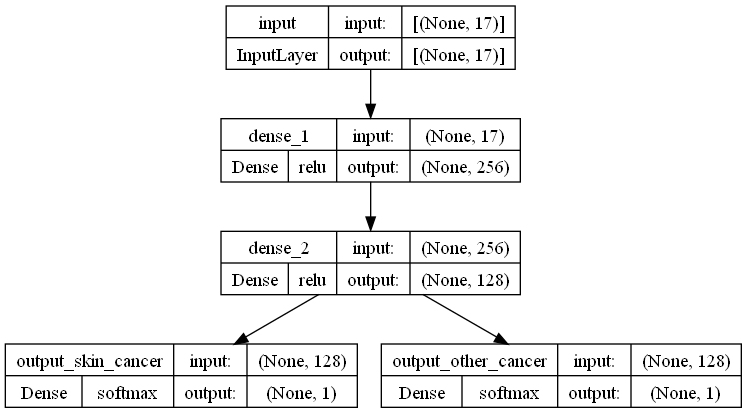 input input: [(None, 17)]
InputLayer output: [(None, 17)]
dense_1 input: (None, 17)
Dense relu output: (None, 256)
dense_2 input: (None, 256)
Dense relu output: (None, 128)
output_skin_cancer input: (None, 128)
Dense softmax output: (None, 1)
output_other_cancer input: (None, 128)
Dense softmax output: (None, 1)